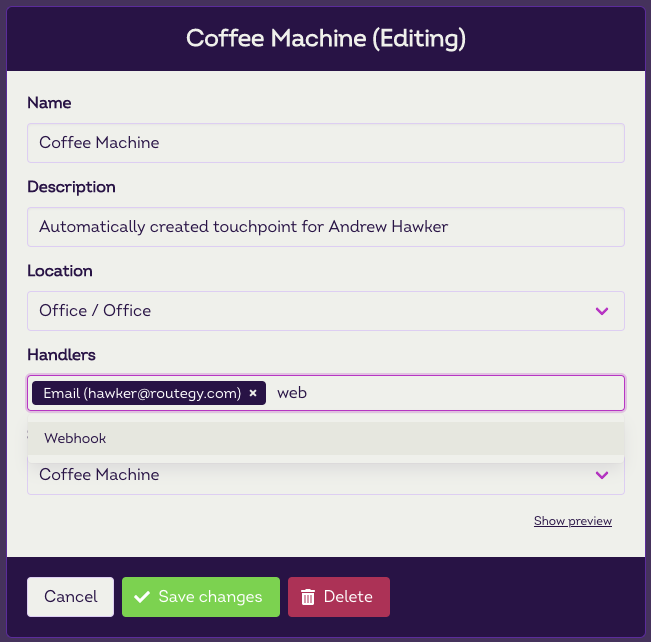 Coffee Machine (Editing)
Name
Coffee Machine
Description
Automatically created touchpoint for Andrew Hawker
Location
Office / Office
Handlers
Email (hawker@routegy.com) × web
Webhook
Coffee Machine
Show preview
Cancel Save changes Delete